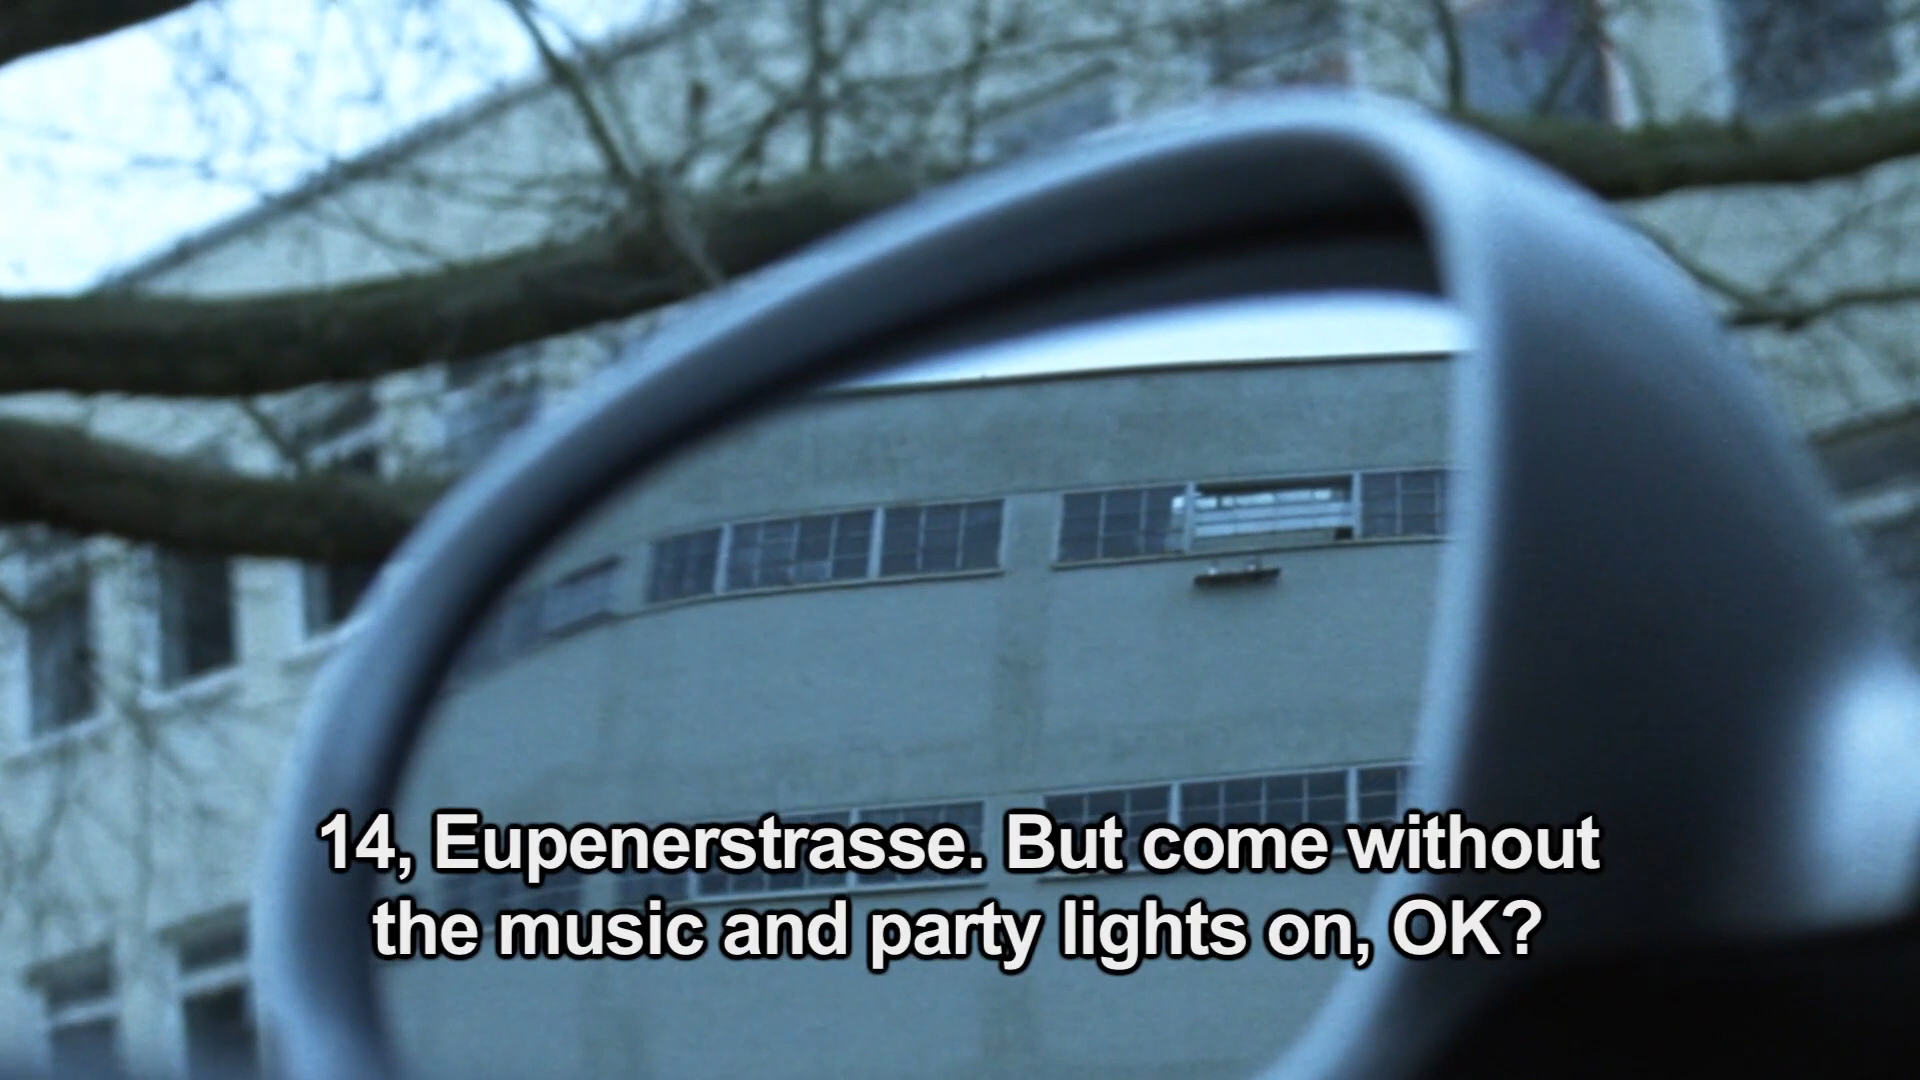 14, Eupenerstrasse. But come without
the music and party lights on, OK?